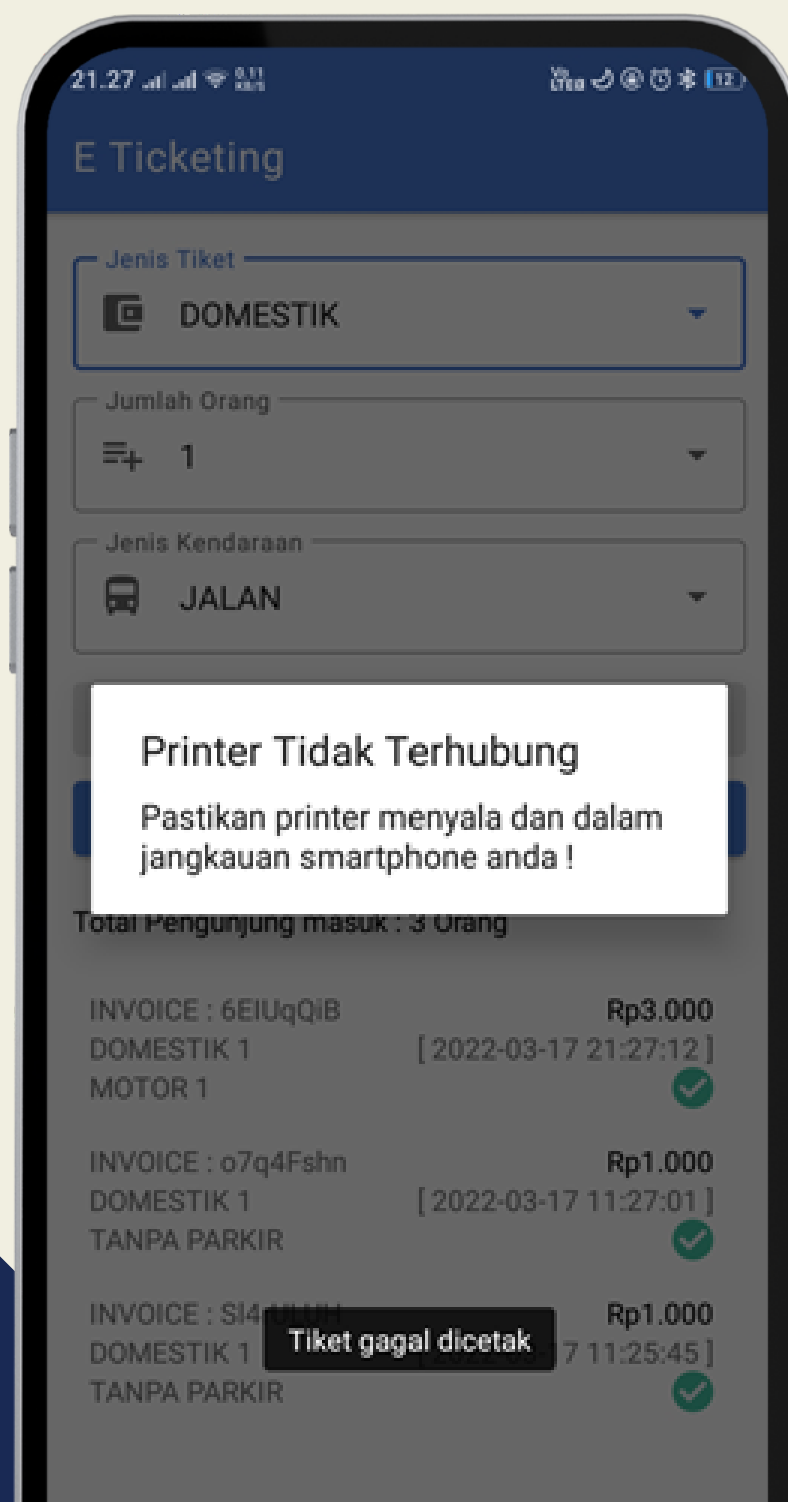 21.27
12
E Ticketing
Jenis Tiket
DOMESTIK
Jumlah Orang
1
Jenis Kendaraan
JALAN
Printer Tidak Terhubung
Pastikan printer menyala dan dalam
jangkauan smartphone anda !
Total Pengunjung masuk : 3 Orang
INVOICE : 6EIUqQiB Rp3.000
DOMESTIK 1 [ 2022-03-17 21:27:12 ]
MOTOR 1
INVOICE : o7q4Fshn Rp1.000
DOMESTIK 1 [ 2022-03-17 11:27:01 ]
TANPA PARKIR
INVOICE : Rp1.000
DOMESTIK 1 11:25:45 ]
Tiket gagal dicetak
TANPA PARKIR